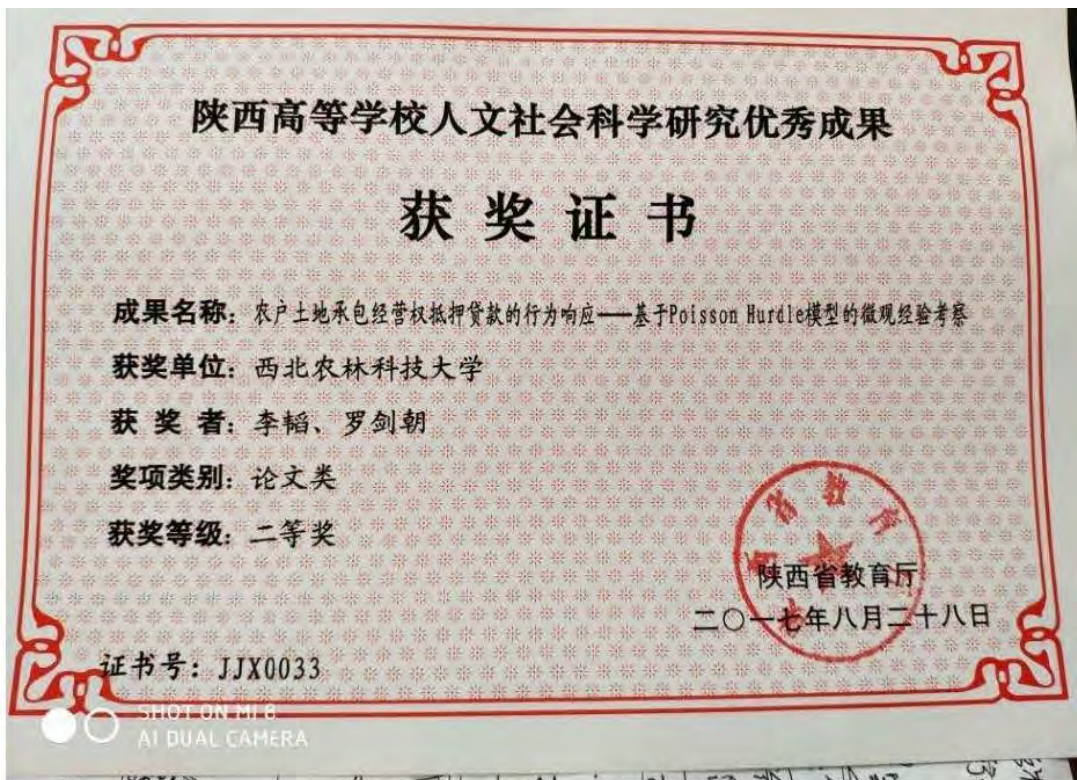 陕西高等学校人文社会科学研究优秀成果
获奖证书
成果名称：农户土地承包经营权抵押贷款的行为响应——基于Poisson Hurdle模型的微观经验考察
获奖单位：西北农林科技大学
获奖者：李韬、罗剑朝
奖项类别：论文类
获奖等级：二等奖
省教育
陕西省教育厅
二〇一七年八月二十八日
证书号：JJX0033
SHOT ON MI 8
AI DUAL CAMERA